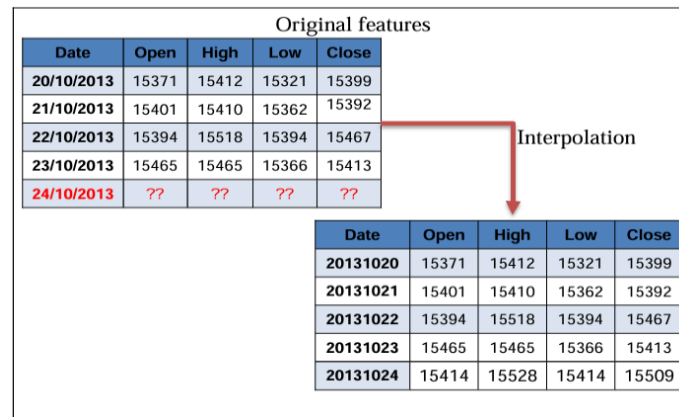 Original features
Date Open High Low Close
20/10/2013 15371 15412 15321 15399
21/10/2013 15401 15410 15362 15392
22/10/2013 15394 15518 15394 15467
23/10/2013 15465 15465 15366 15413
24/10/2013 ?? ?? ?? ??
Interpolation
Date Open High Low Close
20131020 15371 15412 15321 15399
20131021 15401 15410 15362 15392
20131022 15394 15518 15394 15467
20131023 15465 15465 15366 15413
20131024 15414 15528 15414 15509